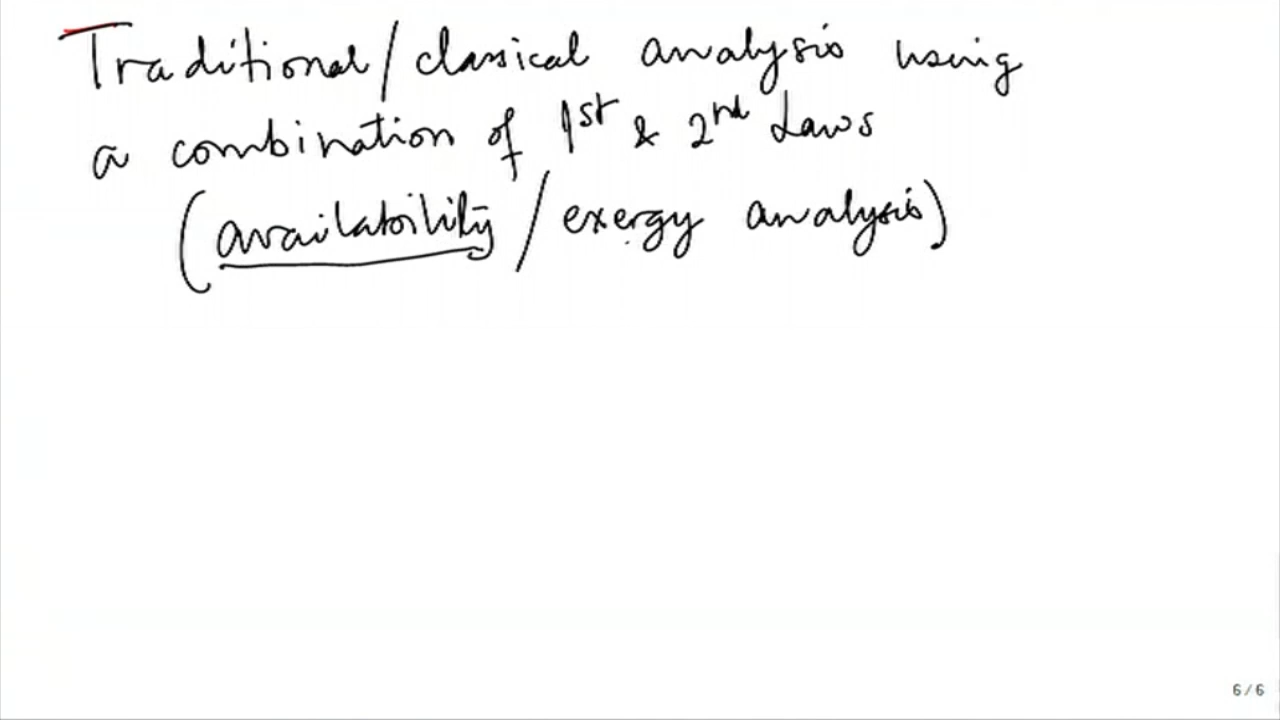 Traditional/classical analysis using
a combination of 1st & 2nd Laws
(availability/exergy analysis)
6/6